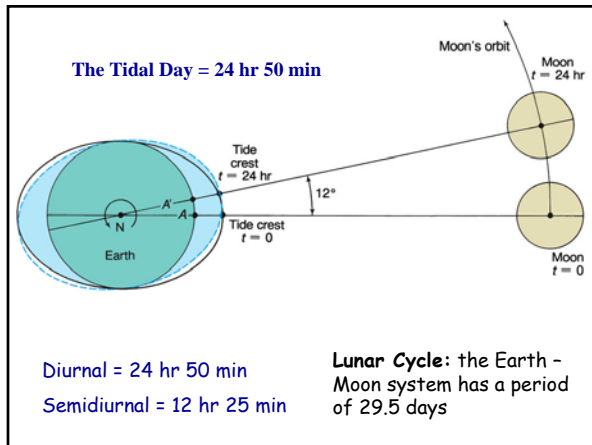 The Tidal Day = 24 hr 50 min
Moon's orbit
Moon
t = 24 hr
Tide
crest
t = 24 hr
12°
A'
A
N
Tide crest
t = 0
Earth
Moon
t = 0
Diurnal = 24 hr 50 min
Semidiurnal = 12 hr 25 min
Lunar Cycle: the Earth –
Moon system has a period
of 29.5 days